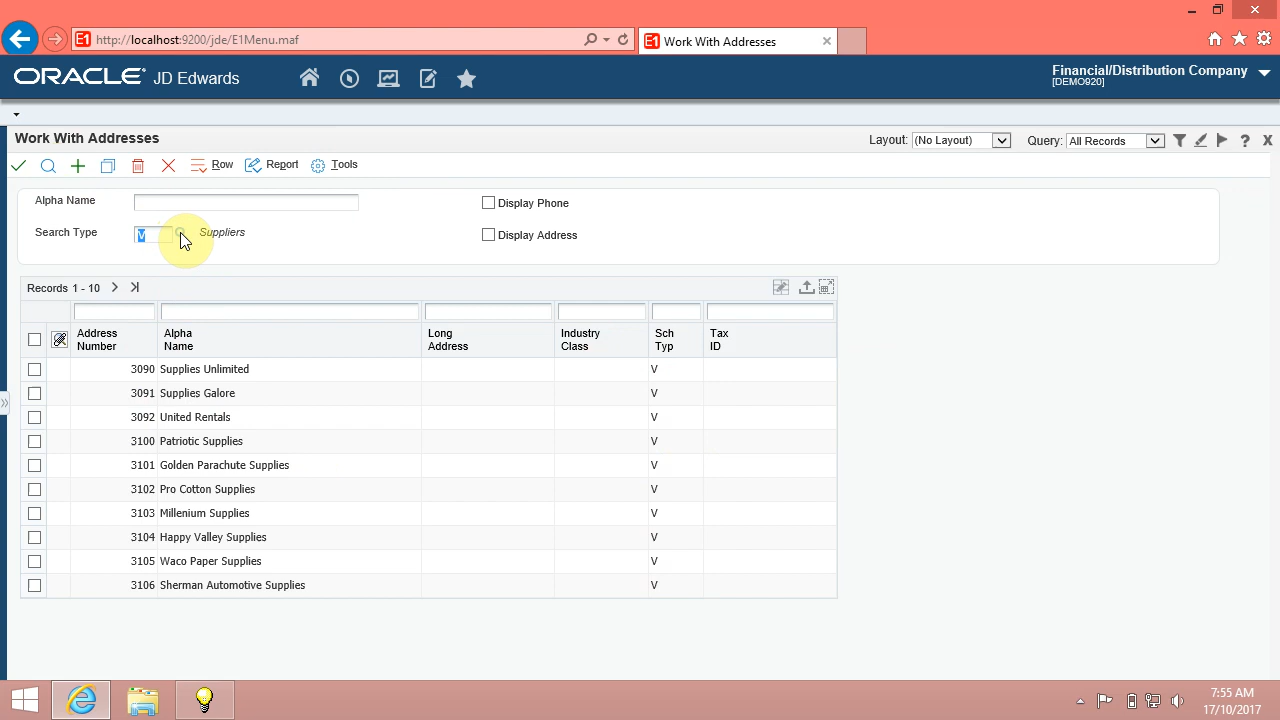 http://localhost:9200/jde/E1Menu.maf
E1 Work With Addresses
ORACLE JD Edwards
Financial/Distribution Company
[DEMO920]
Work With Addresses
Layout: (No Layout) Query: All Records
Row Report Tools
Alpha Name Display Phone
Search Type V Suppliers Display Address
Records 1 - 10
Address Number Alpha Name Long Address Industry Class Sch Typ Tax ID
3090 Supplies Unlimited V
3091 Supplies Galore V
3092 United Rentals V
3100 Patriotic Supplies V
3101 Golden Parachute Supplies V
3102 Pro Cotton Supplies V
3103 Millenium Supplies V
3104 Happy Valley Supplies V
3105 Waco Paper Supplies V
3106 Sherman Automotive Supplies V
7:55 AM
17/10/2017